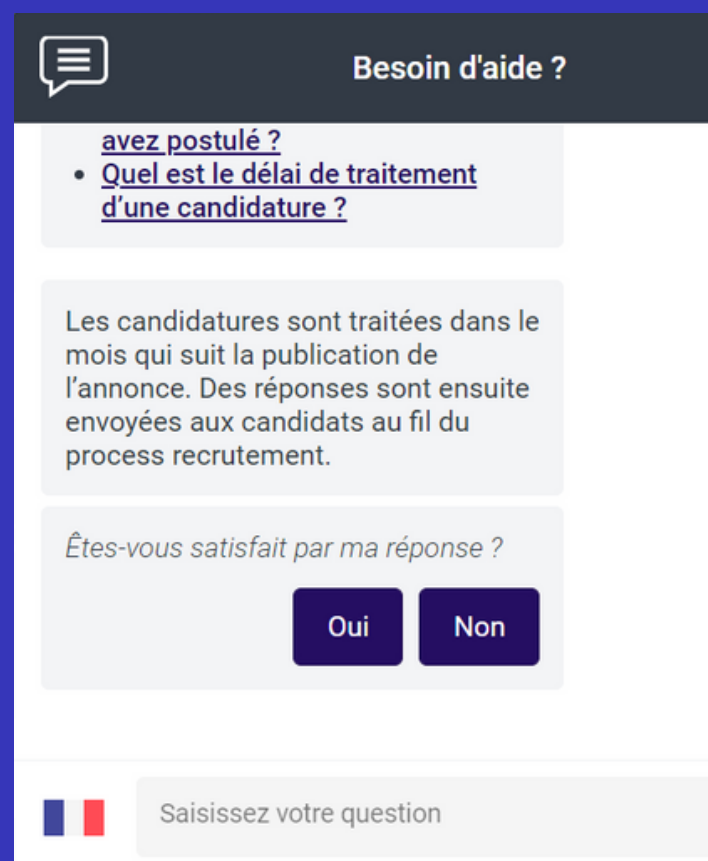 Besoin d'aide ?
avez postulé ?
• Quel est le délai de traitement
d’une candidature ?
Les candidatures sont traitées dans le
mois qui suit la publication de
l’annonce. Des réponses sont ensuite
envoyées aux candidats au fil du
process recrutement.
Êtes-vous satisfait par ma réponse ?
Oui Non
Saisissez votre question